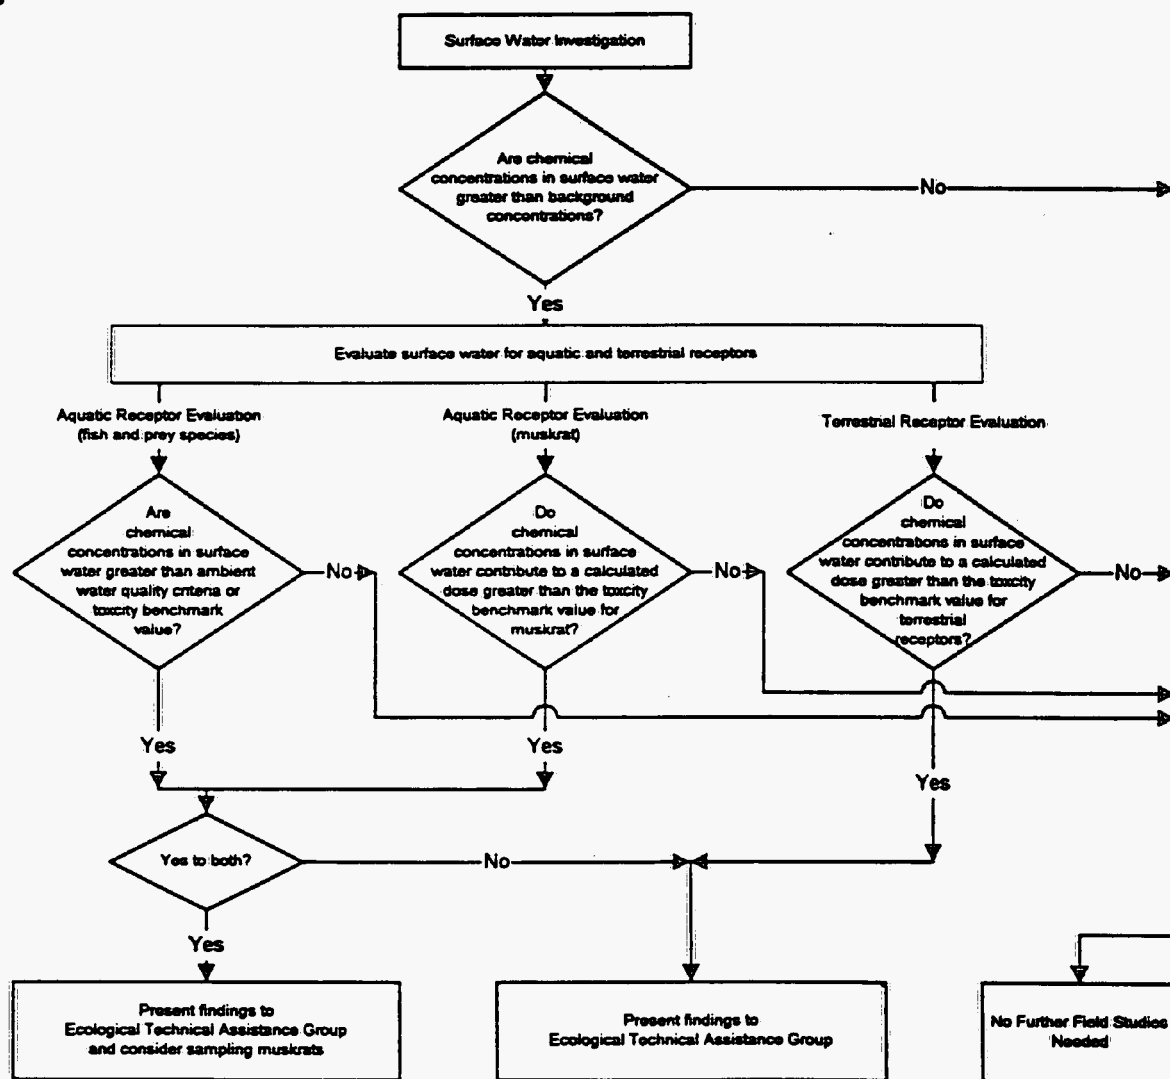 Surface Water Investigation
Are chemical
concentrations in surface water
greater than background
concentrations?
No
Yes
Evaluate surface water for aquatic and terrestrial receptors
Aquatic Receptor Evaluation
(fish and prey species)
Aquatic Receptor Evaluation
(muskrat)
Terrestrial Receptor Evaluation
Are
chemical
concentrations in surface
water greater than ambient
water quality criteria or
toxcity benchmark
value?
No
Do
chemical
concentrations in surface
water contribute to a calculated
dose greater than the toxcity
benchmark value for
muskrat?
No
Do
chemical
concentrations in surface
water contribute to a calculated
dose greater than the toxcity
benchmark value for
terrestrial
receptors?
No
Yes
Yes
Yes
Yes to both?
No
Yes
Present findings to
Ecological Technical Assistance Group
and consider sampling muskrats
Present findings to
Ecological Technical Assistance Group
No Further Field Studies
Needed